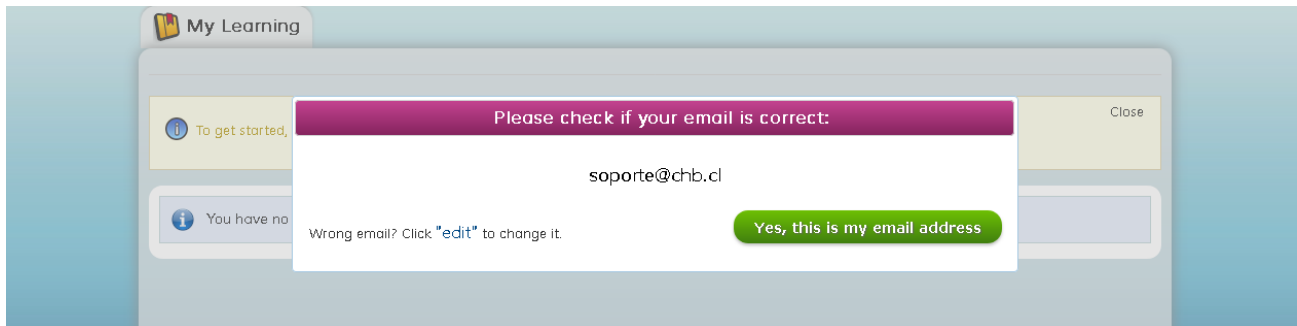 My Learning
Please check if your email is correct:
Close
To get started,
soporte@chb.cl
You have no
Wrong email? Click "edit" to change it.
Yes, this is my email address